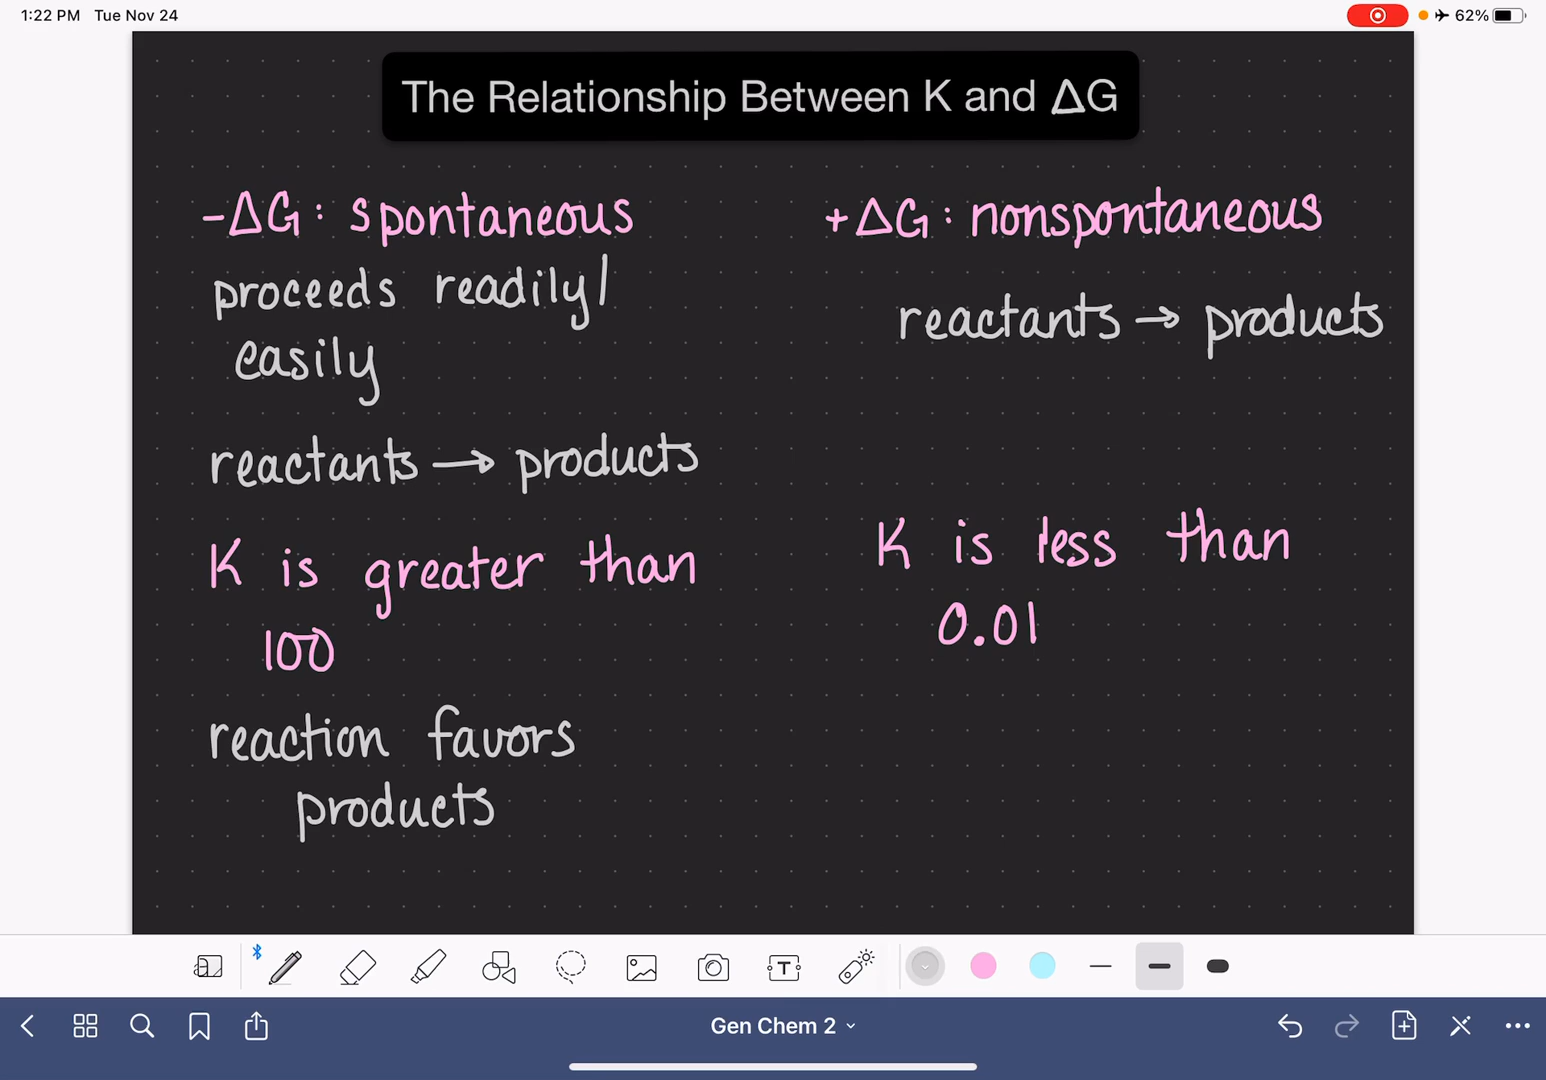 1:22 PM Tue Nov 24
62%
The Relationship Between K and ΔG
-ΔG: spontaneous
proceeds readily/
easily
reactants → products
K is greater than
100
reaction favors
products
+ΔG: nonspontaneous
reactants → products
K is less than
0.01
T
Gen Chem 2